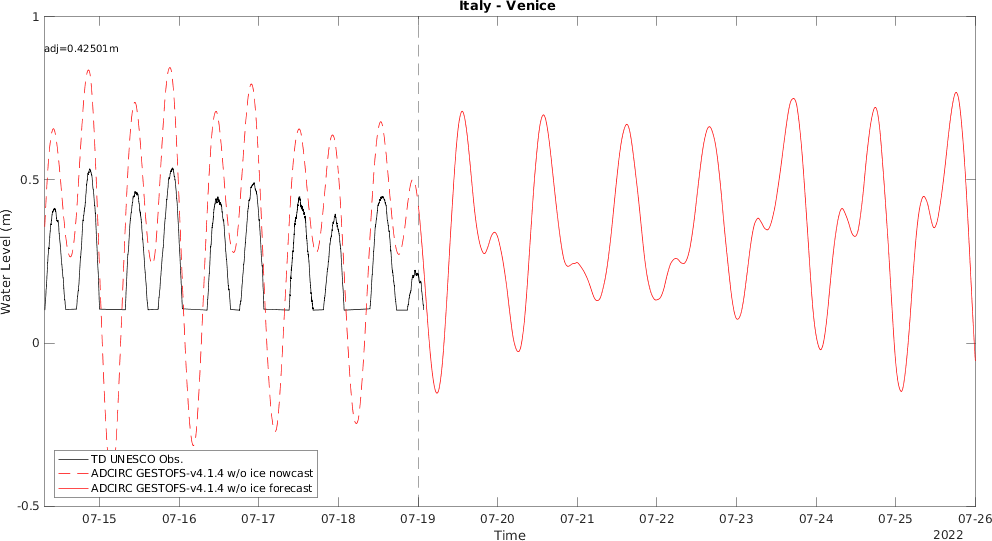 Italy - Venice
adj=0.42501m
1
0.5
0
-0.5
Water Level (m)
TD UNESCO Obs.
ADCIRC GESTOFS-v4.1.4 w/o ice nowcast
ADCIRC GESTOFS-v4.1.4 w/o ice forecast
07-15 07-16 07-17 07-18 07-19 07-20 07-21 07-22 07-23 07-24 07-25 07-26
Time
2022